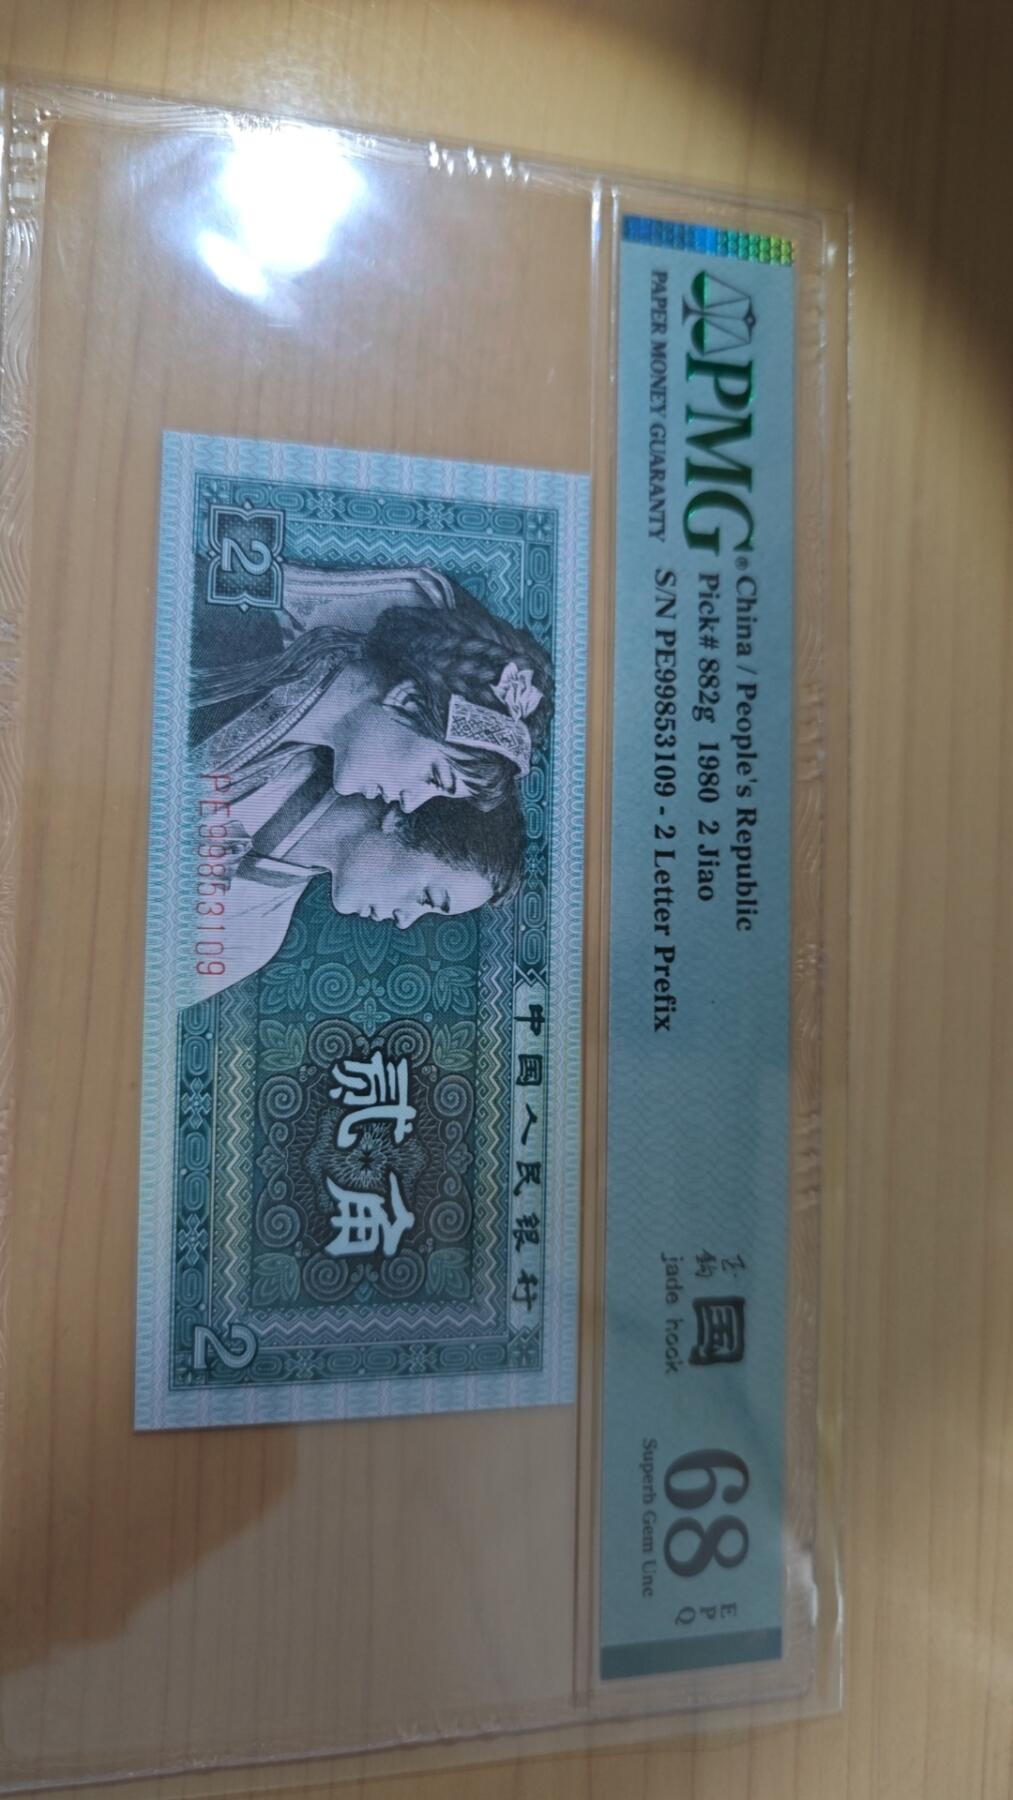 PMG®
PAPER MONEY GUARANTY
China / People's Republic
Pick# 882g 1980 2 Jiao
S/N PE99853109 - 2 Letter Prefix
玉
钩
国
jade hook
68
EPQ
Superb Gem Unc
中国人民银行
贰角
2
2
PE99853109